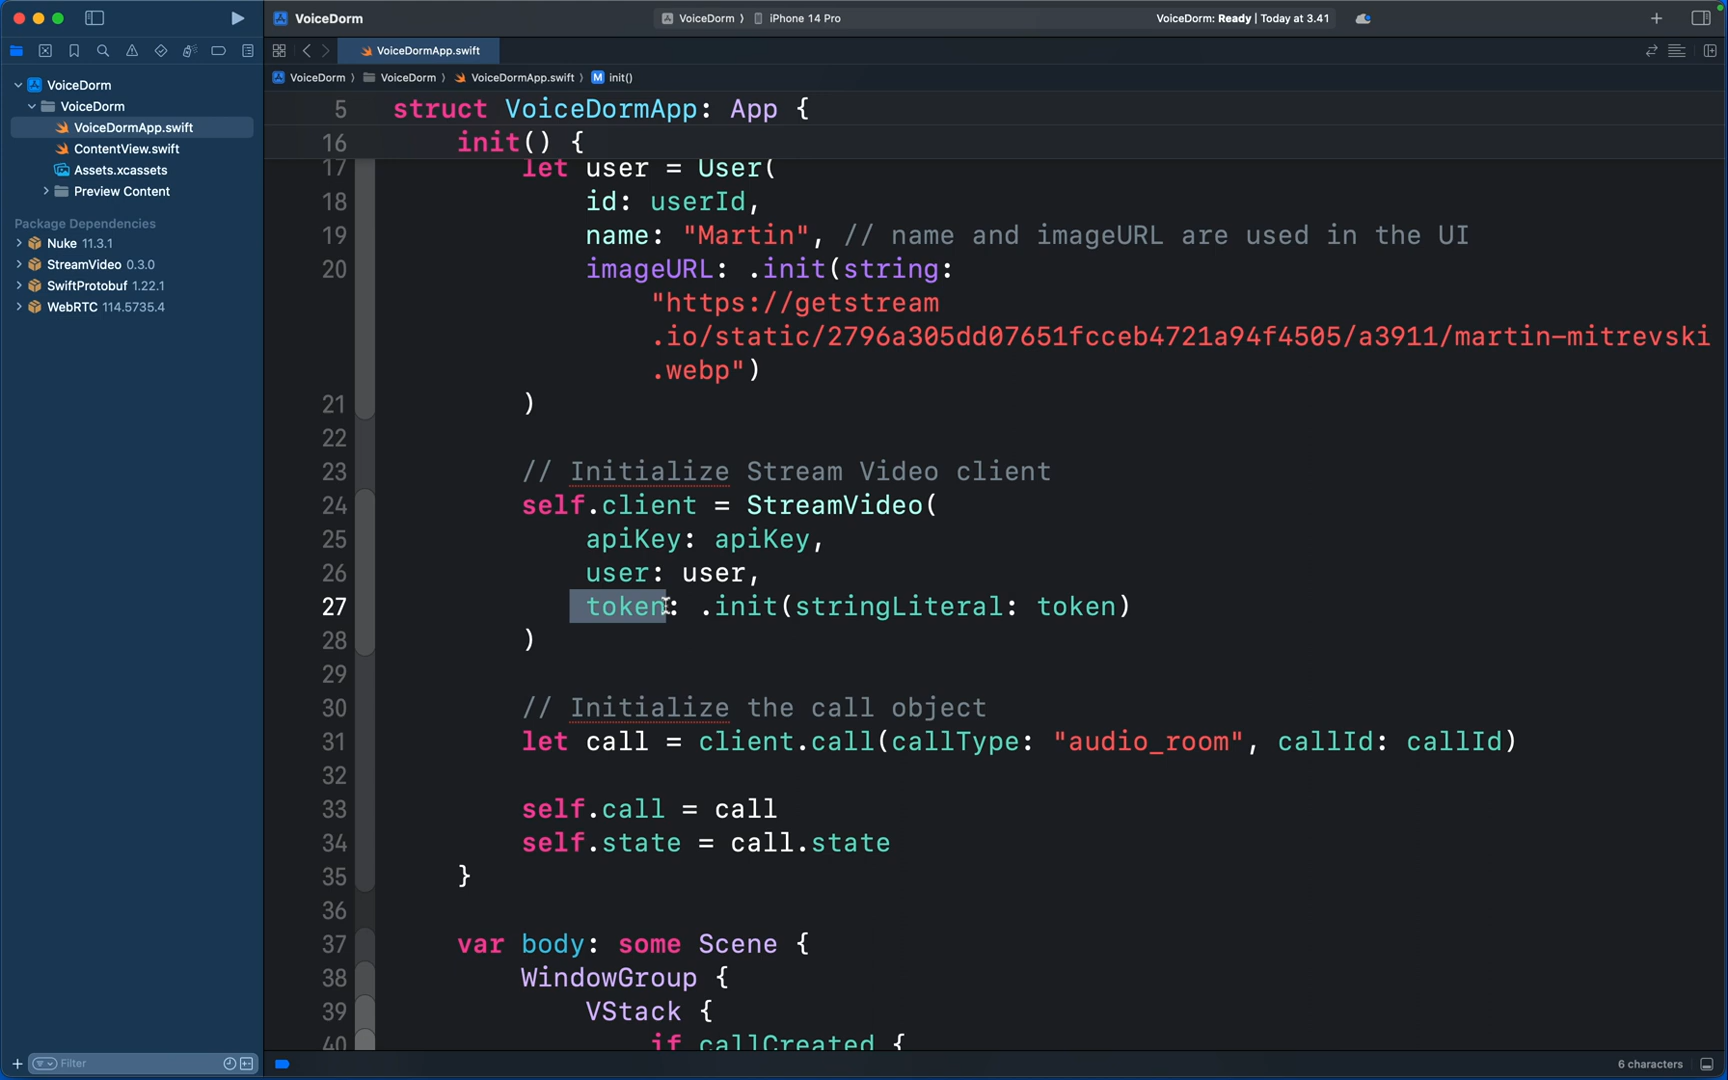 VoiceDorm
VoiceDorm ⟩ iPhone 14 Pro
VoiceDorm: Ready | Today at 3.41
VoiceDormApp.swift
VoiceDorm ⟩ VoiceDorm ⟩ VoiceDormApp.swift ⟩ M init()
VoiceDorm
VoiceDorm
VoiceDormApp.swift
ContentView.swift
Assets.xcassets
Preview Content
Package Dependencies
Nuke 11.3.1
StreamVideo 0.3.0
SwiftProtobuf 1.22.1
WebRTC 114.5735.4
5 struct VoiceDormApp: App {
16 init() {
17 let user = User(
18 id: userId,
19 name: "Martin", // name and imageURL are used in the UI
20 imageURL: .init(string:
"https://getstream
.io/static/2796a305dd07651fcceb4721a94f4505/a3911/martin-mitrevski
.webp")
21 )
22
23 // Initialize Stream Video client
24 self.client = StreamVideo(
25 apiKey: apiKey,
26 user: user,
27 token: .init(stringLiteral: token)
28 )
29
30 // Initialize the call object
31 let call = client.call(callType: "audio_room", callId: callId)
32
33 self.call = call
34 self.state = call.state
35 }
36
37 var body: some Scene {
38 WindowGroup {
39 VStack {
40 if callCreated {
Filter
6 characters